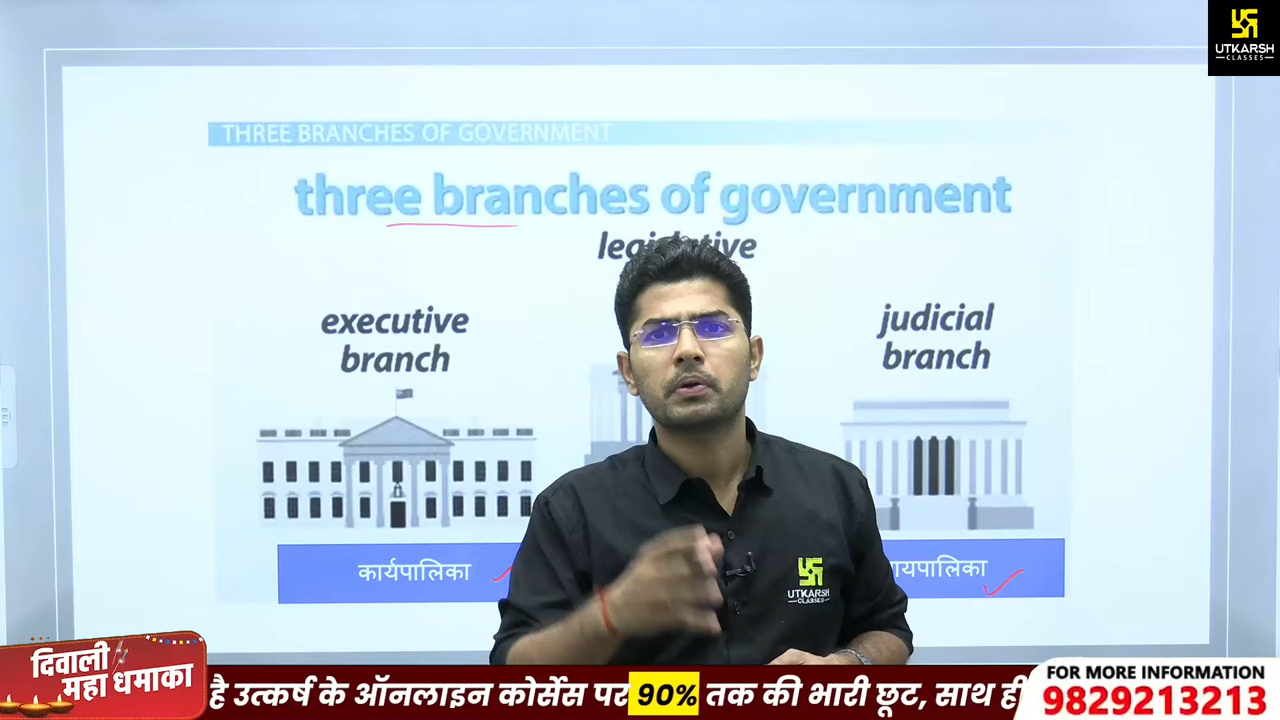 UTKARSH
CLASSES
THREE BRANCHES OF GOVERNMENT
three branches of government
executive
branch
judicial
branch
कार्यपालिका
UTKARSH
CLASSES
दिवाली
महा धमाका
है उत्कर्ष के ऑनलाइन कोर्सेस पर 90% तक की भारी छूट, साथ ही
FOR MORE INFORMATION
9829213213